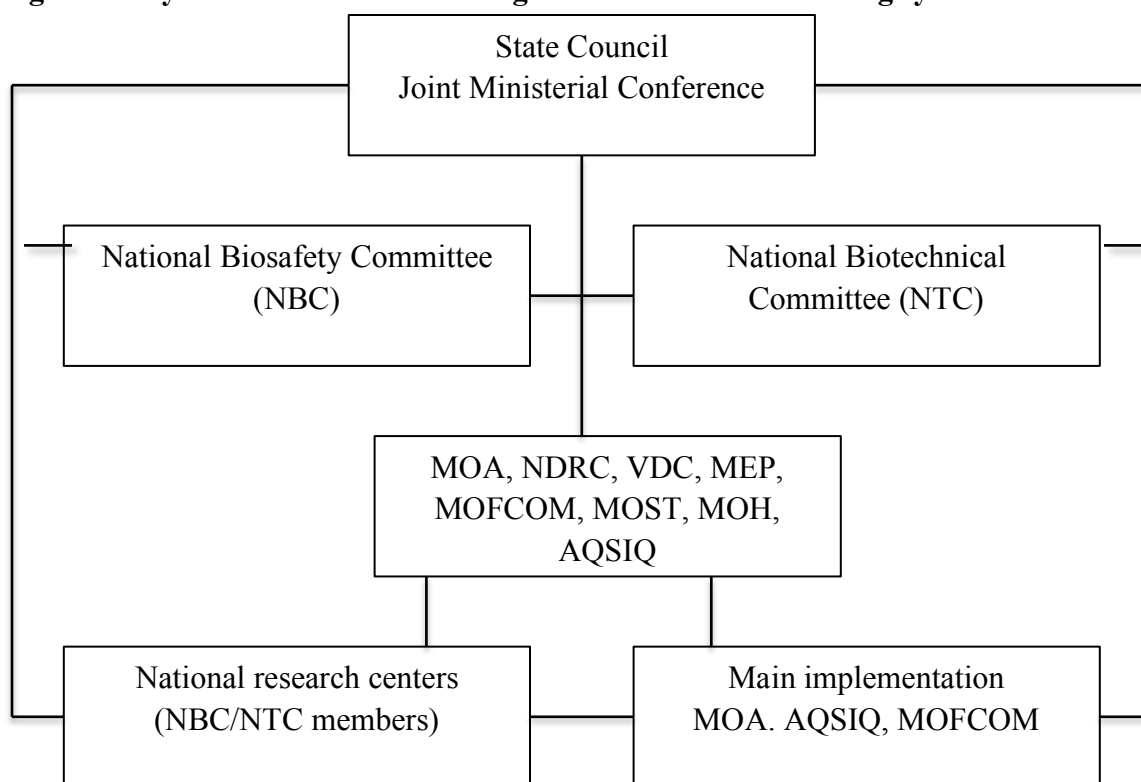 State Council
Joint Ministerial Conference
National Biosafety Committee
(NBC)
National Biotechnical
Committee (NTC)
MOA, NDRC, VDC, MEP,
MOFCOM, MOST, MOH,
AQSIQ
National research centers
(NBC/NTC members)
Main implementation
MOA. AQSIQ, MOFCOM